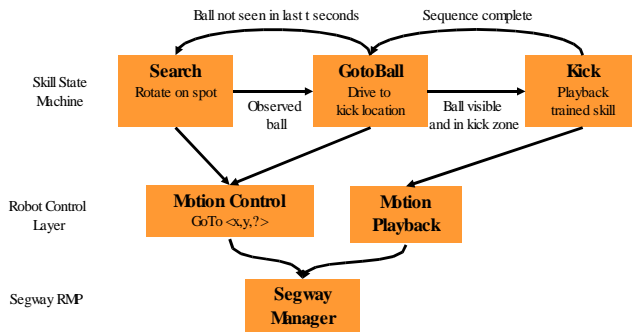 Ball not seen in last t seconds
Sequence complete
Skill State
Machine
Search
Rotate on spot
Observed
ball
GotoBall
Drive to
kick location
Ball visible
and in kick zone
Kick
Playback
trained skill
Robot Control
Layer
Motion Control
GoTo <x,y,?>
Motion
Playback
Segway RMP
Segway
Manager